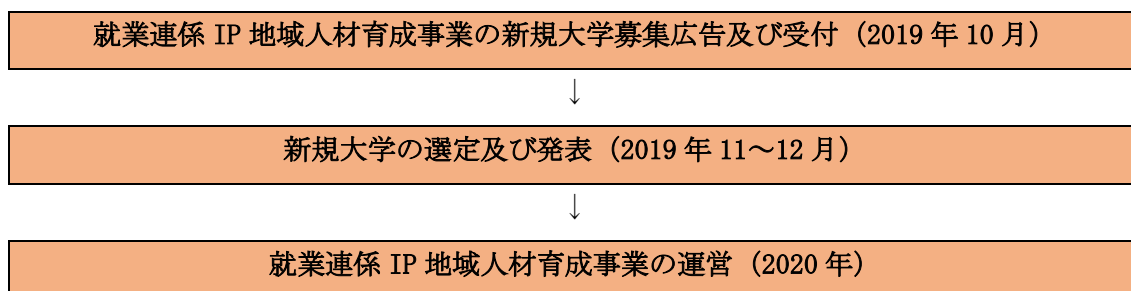 就業連係 IP 地域人材育成事業の新規大学募集広告及び受付（2019 年 10 月）
↓
新規大学の選定及び発表（2019 年 11～12 月）
↓
就業連係 IP 地域人材育成事業の運営（2020 年）